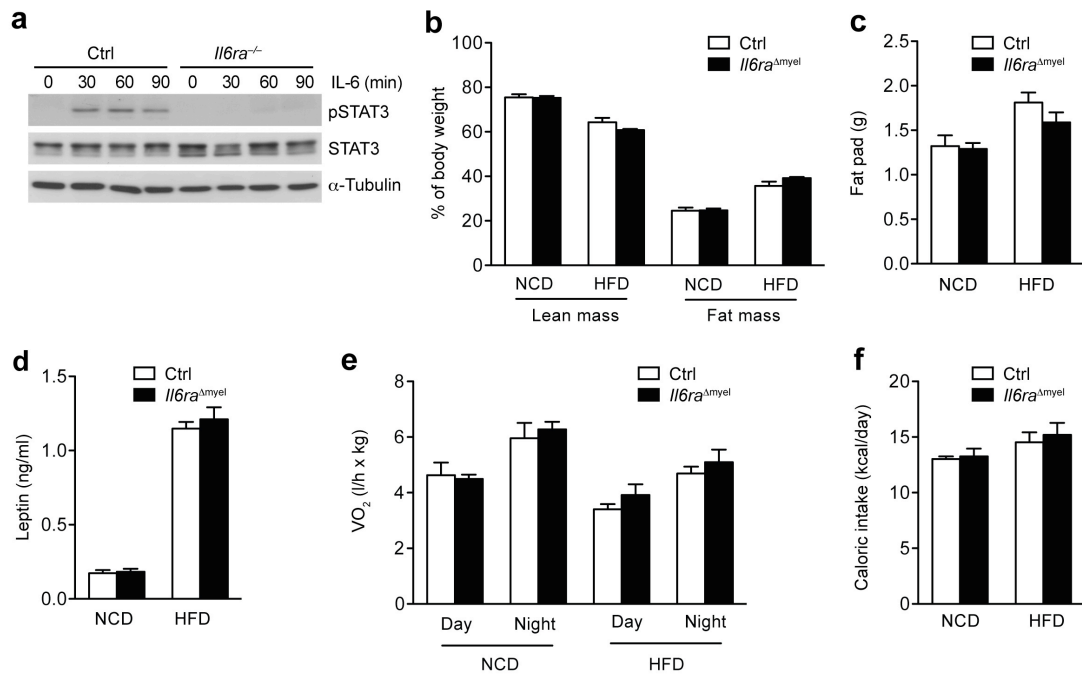 a
Ctrl Il6ra–/–
0 30 60 90 0 30 60 90 IL-6 (min)
pSTAT3
STAT3
α-Tubulin
b
Ctrl
Il6raΔmyel
% of body weight
100
80
60
40
20
0
NCD HFD NCD HFD
Lean mass Fat mass
c
Ctrl
Il6raΔmyel
Fat pad (g)
2.5
2.0
1.5
1.0
0.5
0.0
NCD HFD
d
Ctrl
Il6raΔmyel
Leptin (ng/ml)
1.5
1.0
0.5
0.0
NCD HFD
e
Ctrl
Il6raΔmyel
VO2 (l/h x kg)
8
6
4
2
0
Day Night Day Night
NCD HFD
f
Ctrl
Il6raΔmyel
Caloric intake (kcal/day)
20
15
10
5
0
NCD HFD